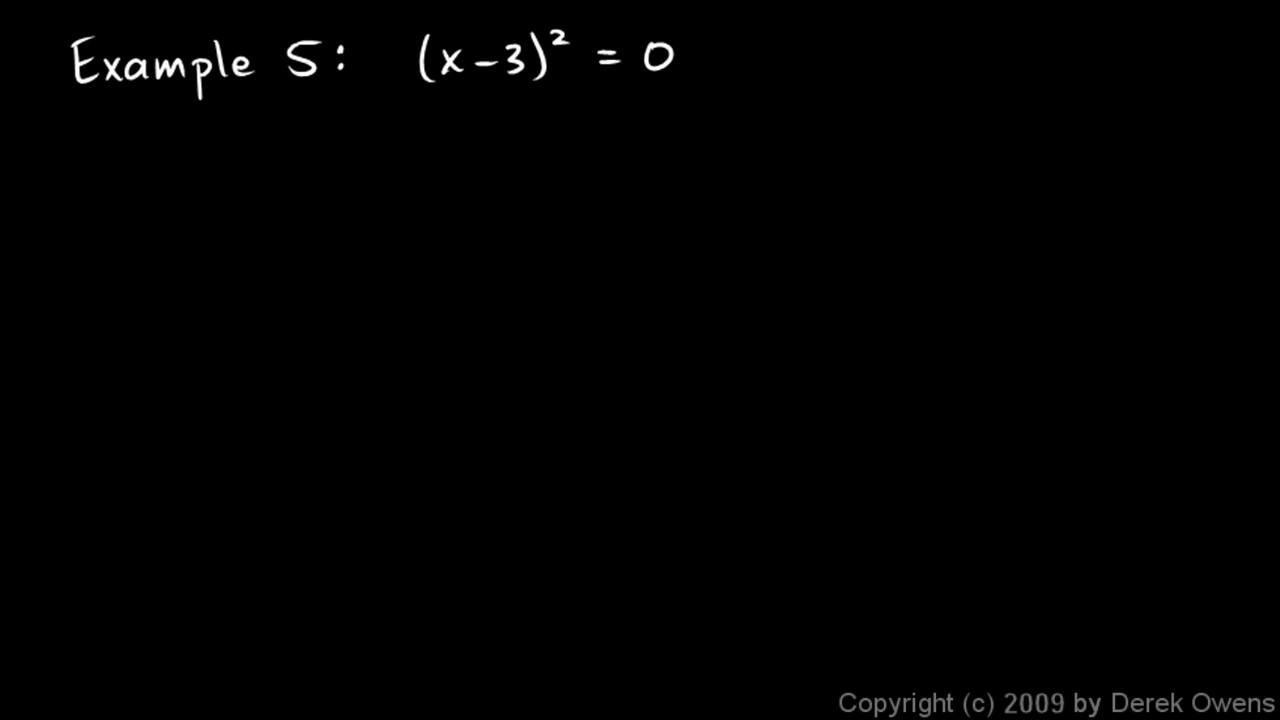 Example 5: (x-3)² = 0
Copyright (c) 2009 by Derek Owens